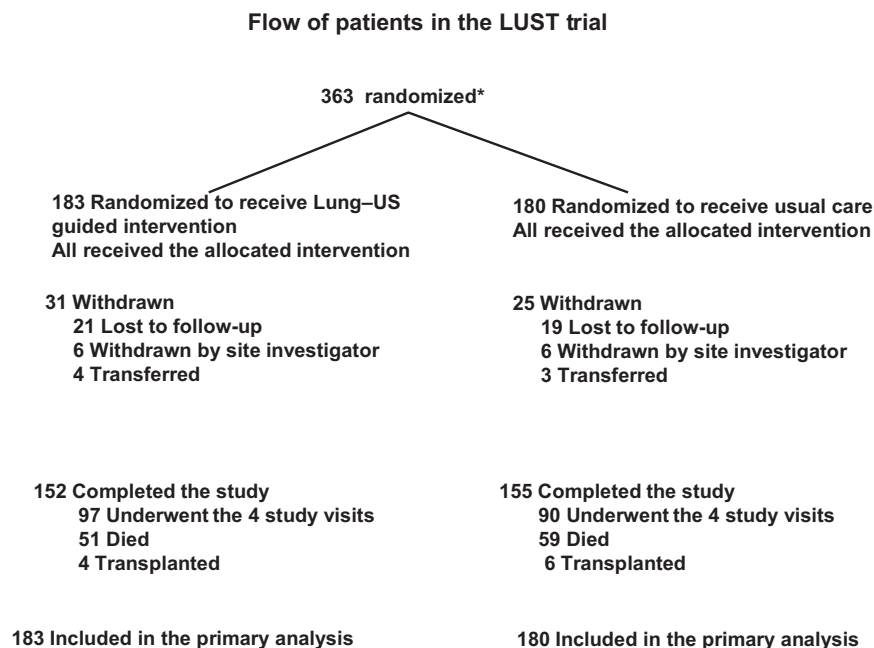 Flow of patients in the LUST trial
363 randomized*
183 Randomized to receive Lung–US
guided intervention
All received the allocated intervention
31 Withdrawn
21 Lost to follow-up
6 Withdrawn by site investigator
4 Transferred
152 Completed the study
97 Underwent the 4 study visits
51 Died
4 Transplanted
183 Included in the primary analysis
180 Randomized to receive usual care
All received the allocated intervention
25 Withdrawn
19 Lost to follow-up
6 Withdrawn by site investigator
3 Transferred
155 Completed the study
90 Underwent the 4 study visits
59 Died
6 Transplanted
180 Included in the primary analysis